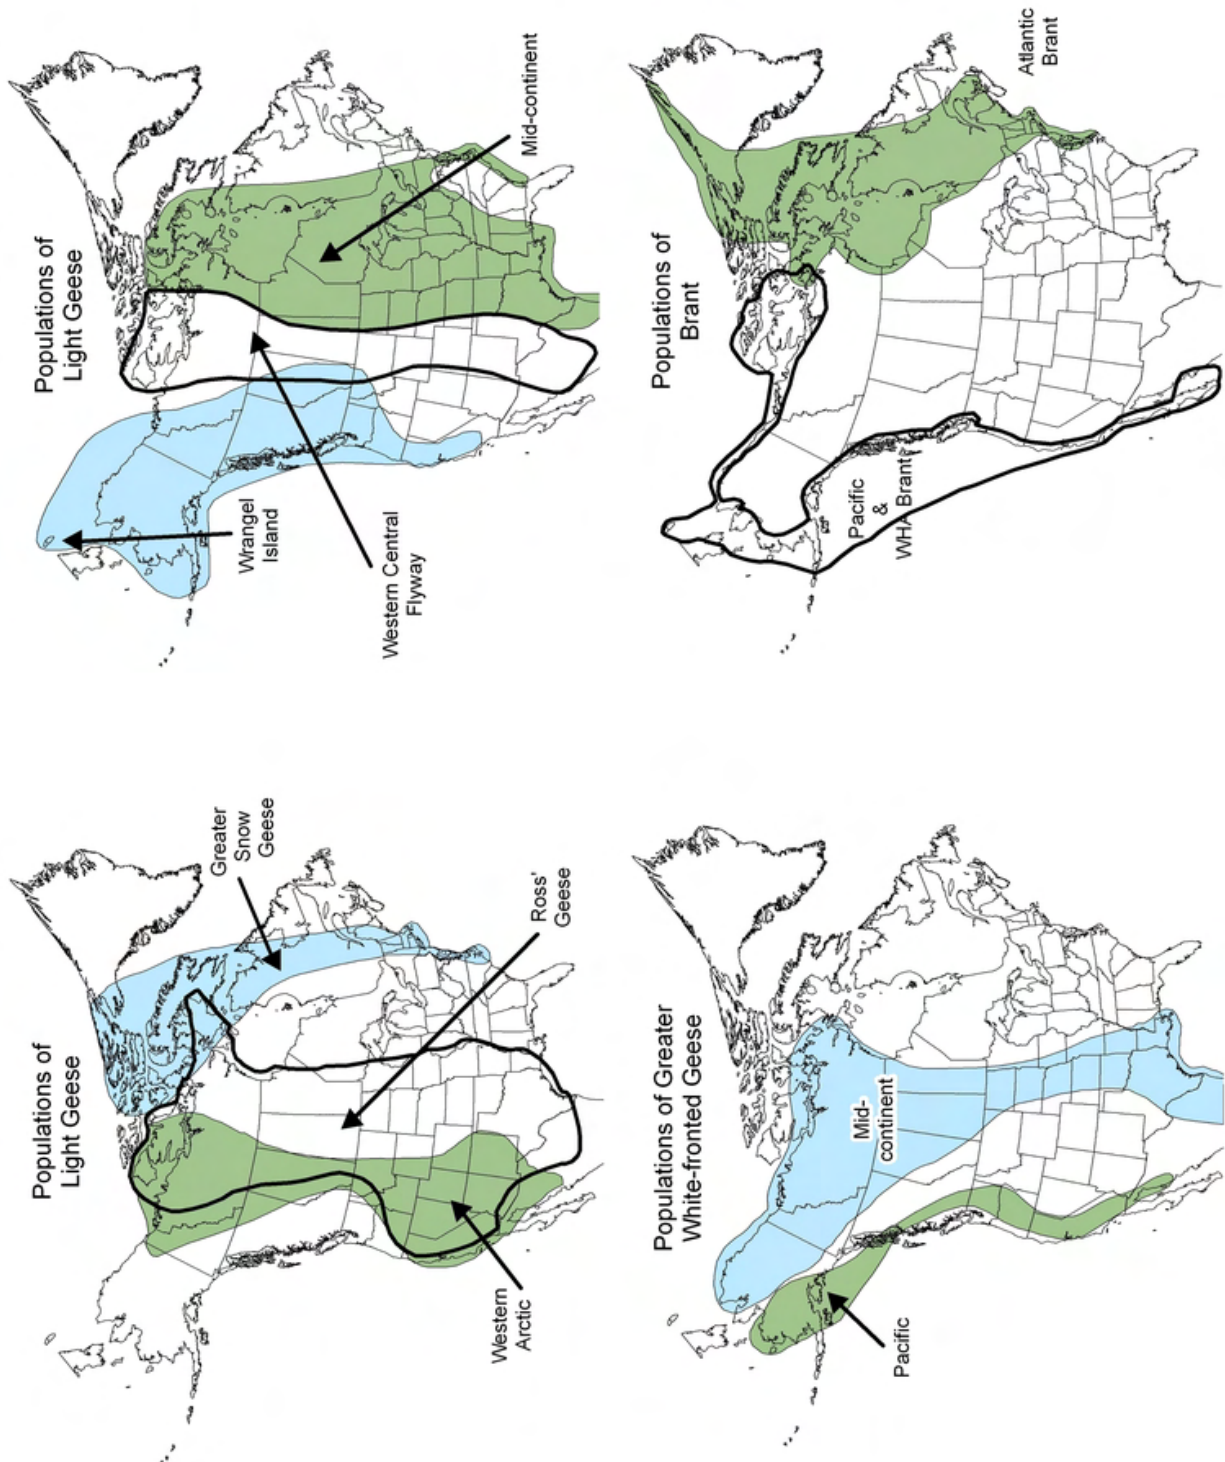 Populations of
Light Geese
Greater
Snow
Geese
Ross'
Geese
Western
Arctic
Populations of
Light Geese
Mid-continent
Wrangel
Island
Western Central
Flyway
Populations of Greater
White-fronted Geese
Mid-
continent
Pacific
Populations of
Brant
Atlantic
Brant
Pacific
&
WHA Brant